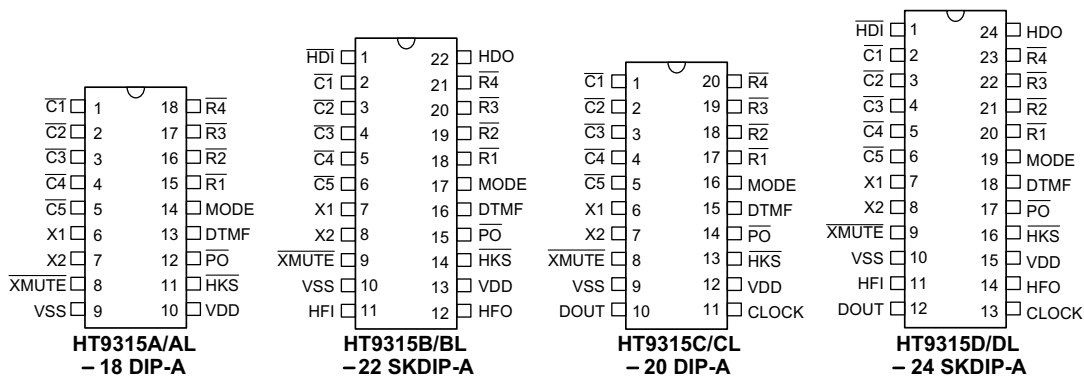 C1 1 18 R4
C2 2 17 R3
C3 3 16 R2
C4 4 15 R1
C5 5 14 MODE
X1 6 13 DTMF
X2 7 12 PO
XMUTE 8 11 HKS
VSS 9 10 VDD
HT9315A/AL
– 18 DIP-A
HDI 1 22 HDO
C1 2 21 R4
C2 3 20 R3
C3 4 19 R2
C4 5 18 R1
C5 6 17 MODE
X1 7 16 DTMF
X2 8 15 PO
XMUTE 9 14 HKS
VSS 10 13 VDD
HFI 11 12 HFO
HT9315B/BL
– 22 SKDIP-A
C1 1 20 R4
C2 2 19 R3
C3 3 18 R2
C4 4 17 R1
C5 5 16 MODE
X1 6 15 DTMF
X2 7 14 PO
XMUTE 8 13 HKS
VSS 9 12 VDD
DOUT 10 11 CLOCK
HT9315C/CL
– 20 DIP-A
HDI 1 24 HDO
C1 2 23 R4
C2 3 22 R3
C3 4 21 R2
C4 5 20 R1
C5 6 19 MODE
X1 7 18 DTMF
X2 8 17 PO
XMUTE 9 16 HKS
VSS 10 15 VDD
HFI 11 14 HFO
DOUT 12 13 CLOCK
HT9315D/DL
– 24 SKDIP-A